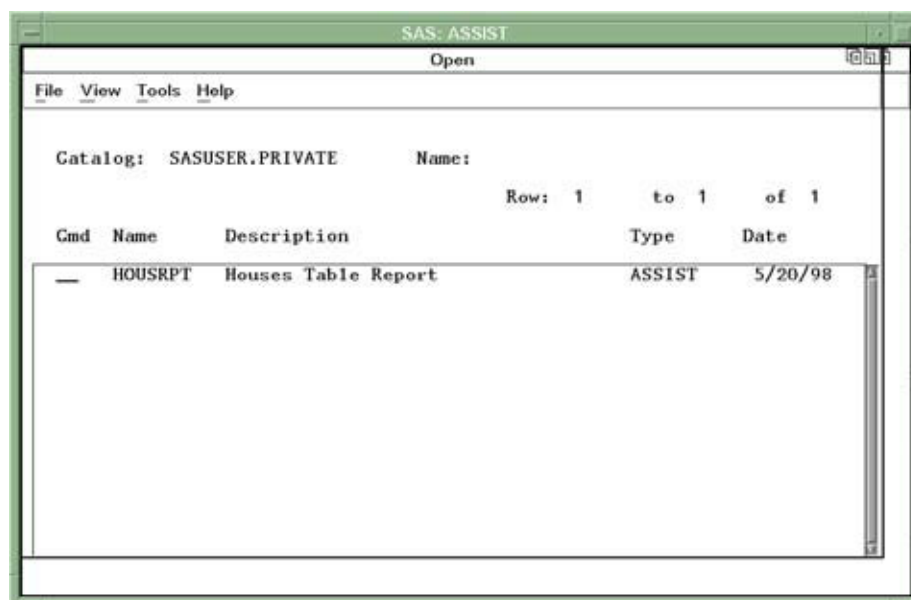 SAS: ASSIST
Open
File View Tools Help
Catalog: SASUSER.PRIVATE Name:
Row: 1 to 1 of 1
Cmd Name Description Type Date
__ HOUSRPT Houses Table Report ASSIST 5/20/98